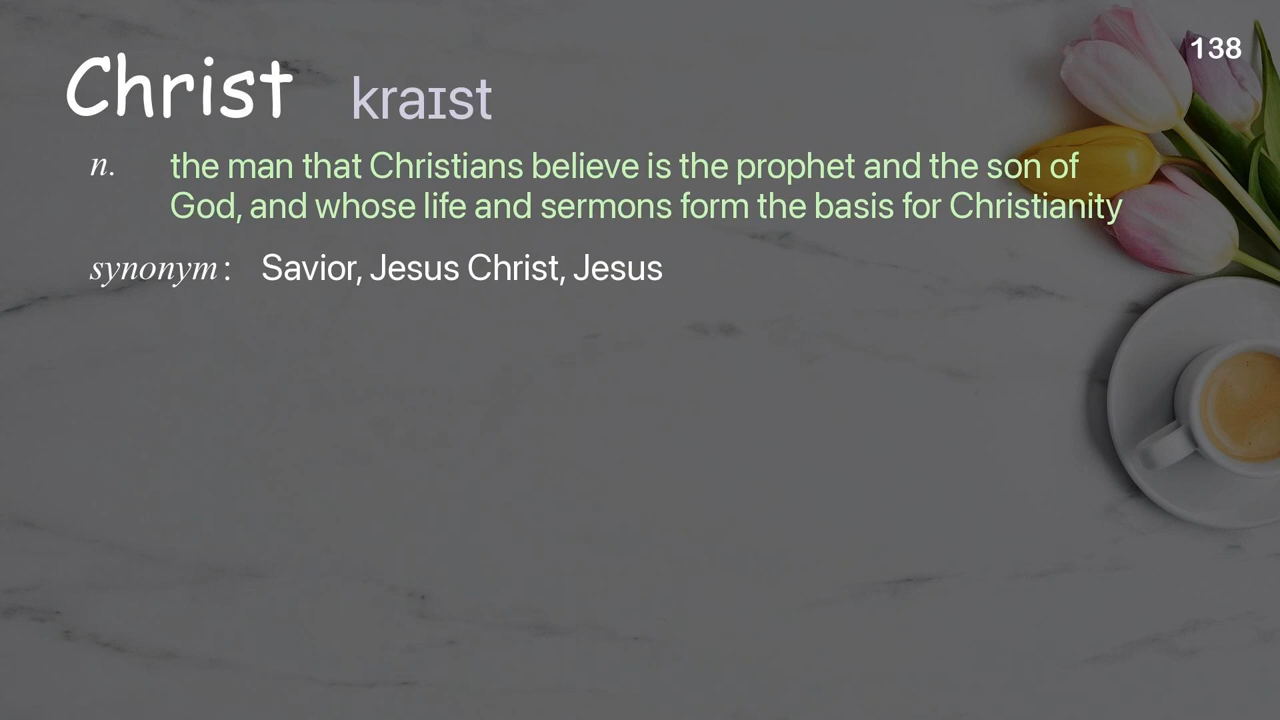 138
Christ kraɪst
n. the man that Christians believe is the prophet and the son of
God, and whose life and sermons form the basis for Christianity
synonym: Savior, Jesus Christ, Jesus